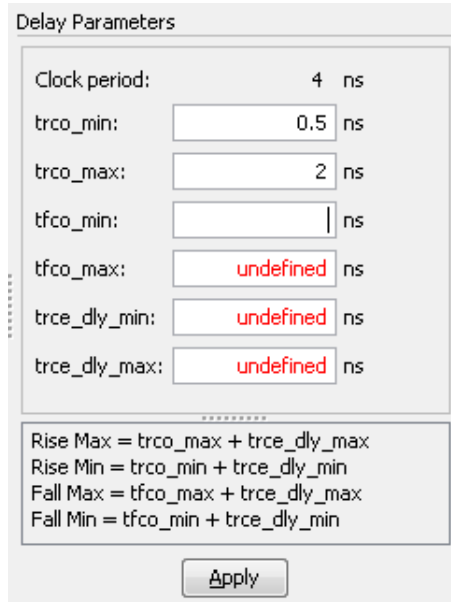 Delay Parameters
Clock period: 4 ns
trco_min: 0.5 ns
trco_max: 2 ns
tfco_min: ns
tfco_max: undefined ns
trce_dly_min: undefined ns
trce_dly_max: undefined ns
Rise Max = trco_max + trce_dly_max
Rise Min = trco_min + trce_dly_min
Fall Max = tfco_max + trce_dly_max
Fall Min = tfco_min + trce_dly_min
Apply